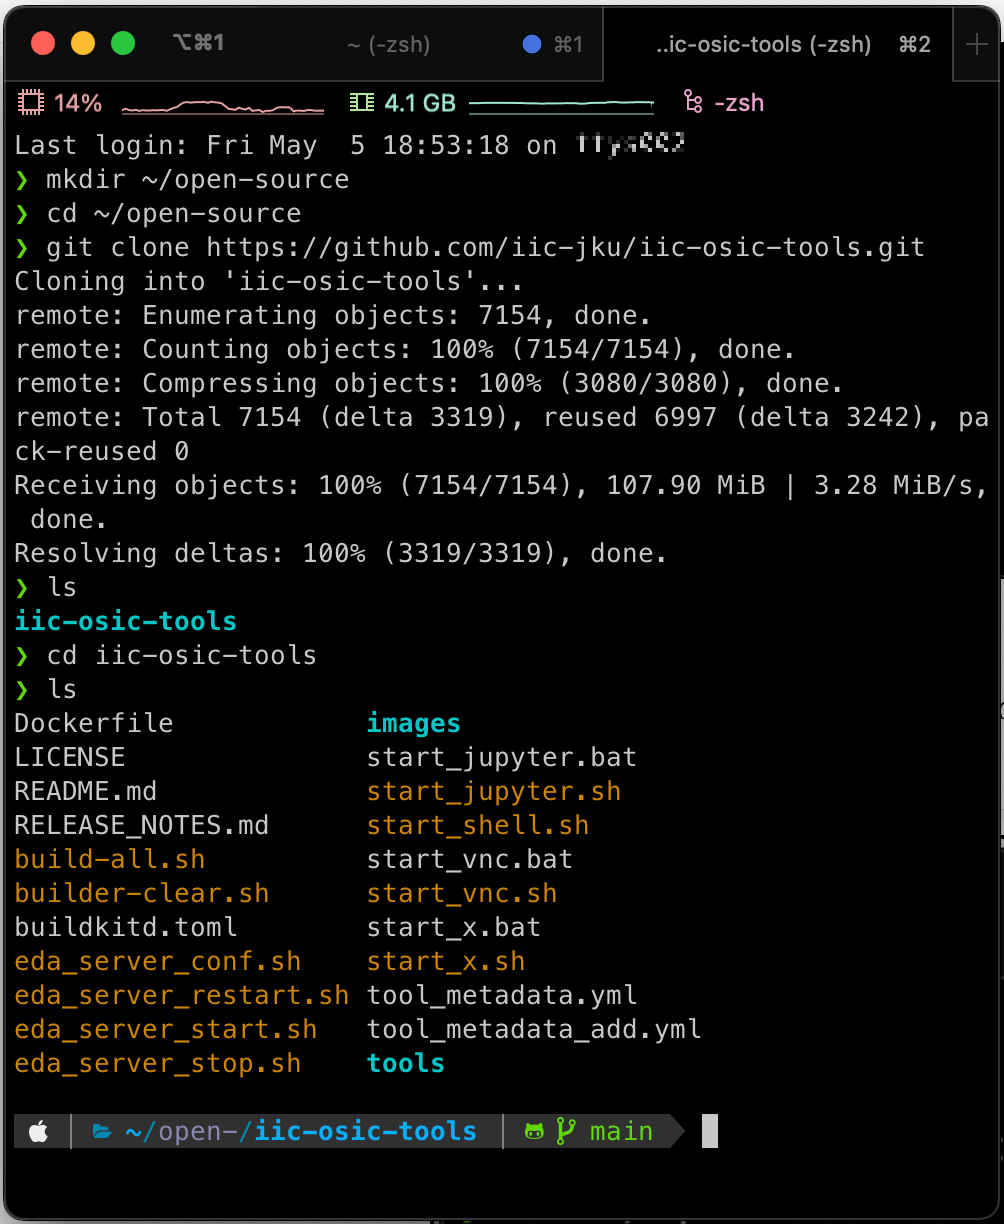 ⌥⌘1 ~ (-zsh) ⌘1 ..ic-osic-tools (-zsh) ⌘2 +
14% 4.1 GB -zsh
Last login: Fri May  5 18:53:18 on
❯ mkdir ~/open-source
❯ cd ~/open-source
❯ git clone https://github.com/iic-jku/iic-osic-tools.git
Cloning into 'iic-osic-tools'...
remote: Enumerating objects: 7154, done.
remote: Counting objects: 100% (7154/7154), done.
remote: Compressing objects: 100% (3080/3080), done.
remote: Total 7154 (delta 3319), reused 6997 (delta 3242), pa
ck-reused 0
Receiving objects: 100% (7154/7154), 107.90 MiB | 3.28 MiB/s,
 done.
Resolving deltas: 100% (3319/3319), done.
❯ ls
iic-osic-tools
❯ cd iic-osic-tools
❯ ls
Dockerfile            images
LICENSE               start_jupyter.bat
README.md             start_jupyter.sh
RELEASE_NOTES.md      start_shell.sh
build-all.sh          start_vnc.bat
builder-clear.sh      start_vnc.sh
buildkitd.toml        start_x.bat
eda_server_conf.sh    start_x.sh
eda_server_restart.sh tool_metadata.yml
eda_server_start.sh   tool_metadata_add.yml
eda_server_stop.sh    tools
~/open-/iic-osic-tools main